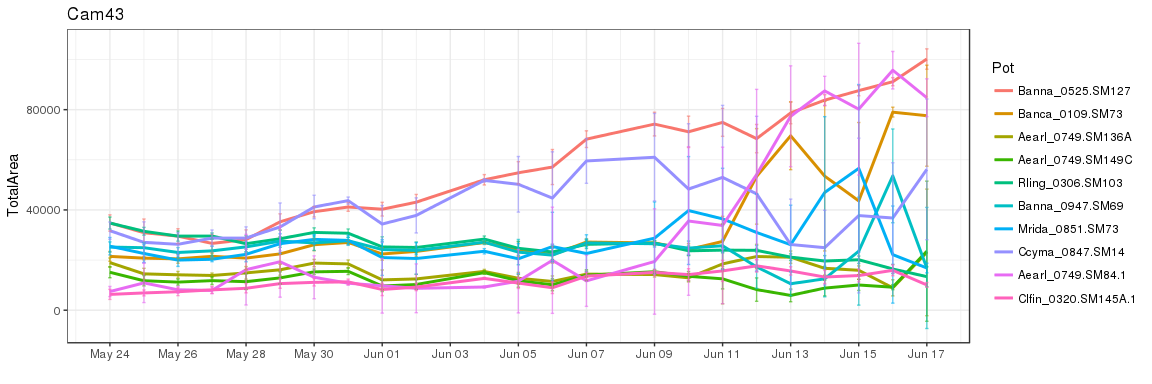 Cam43
TotalArea
80000
40000
0
May 24 May 26 May 28 May 30 Jun 01 Jun 03 Jun 05 Jun 07 Jun 09 Jun 11 Jun 13 Jun 15 Jun 17
Pot
Banna_0525.SM127
Banca_0109.SM73
Aearl_0749.SM136A
Aearl_0749.SM149C
Rling_0306.SM103
Banna_0947.SM69
Mrida_0851.SM73
Ccyma_0847.SM14
Aearl_0749.SM84.1
Clfin_0320.SM145A.1